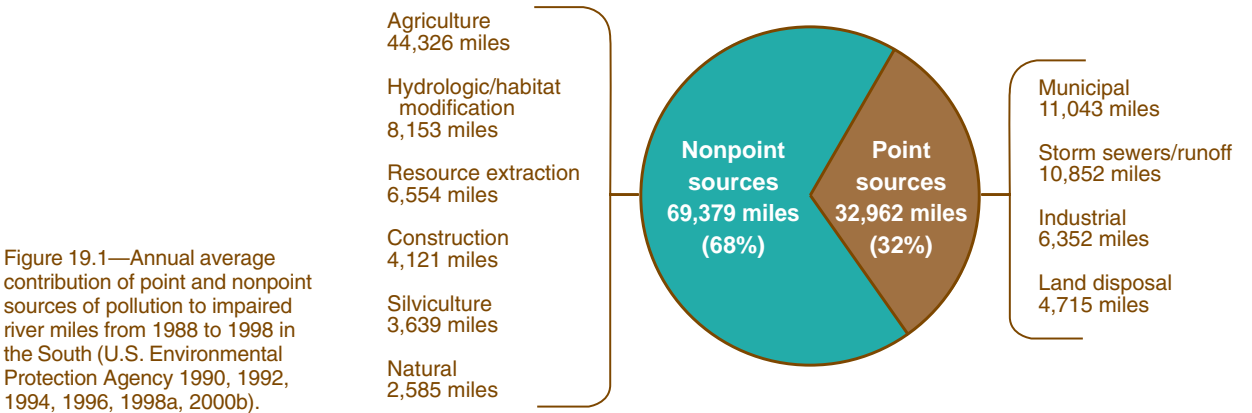 Agriculture
44,326 miles
Hydrologic/habitat
modification
8,153 miles
Resource extraction
6,554 miles
Construction
4,121 miles
Silviculture
3,639 miles
Natural
2,585 miles
Nonpoint
sources
69,379 miles
(68%)
Point
sources
32,962 miles
(32%)
Municipal
11,043 miles
Storm sewers/runoff
10,852 miles
Industrial
6,352 miles
Land disposal
4,715 miles
Figure 19.1—Annual average
contribution of point and nonpoint
sources of pollution to impaired
river miles from 1988 to 1998 in
the South (U.S. Environmental
Protection Agency 1990, 1992,
1994, 1996, 1998a, 2000b).